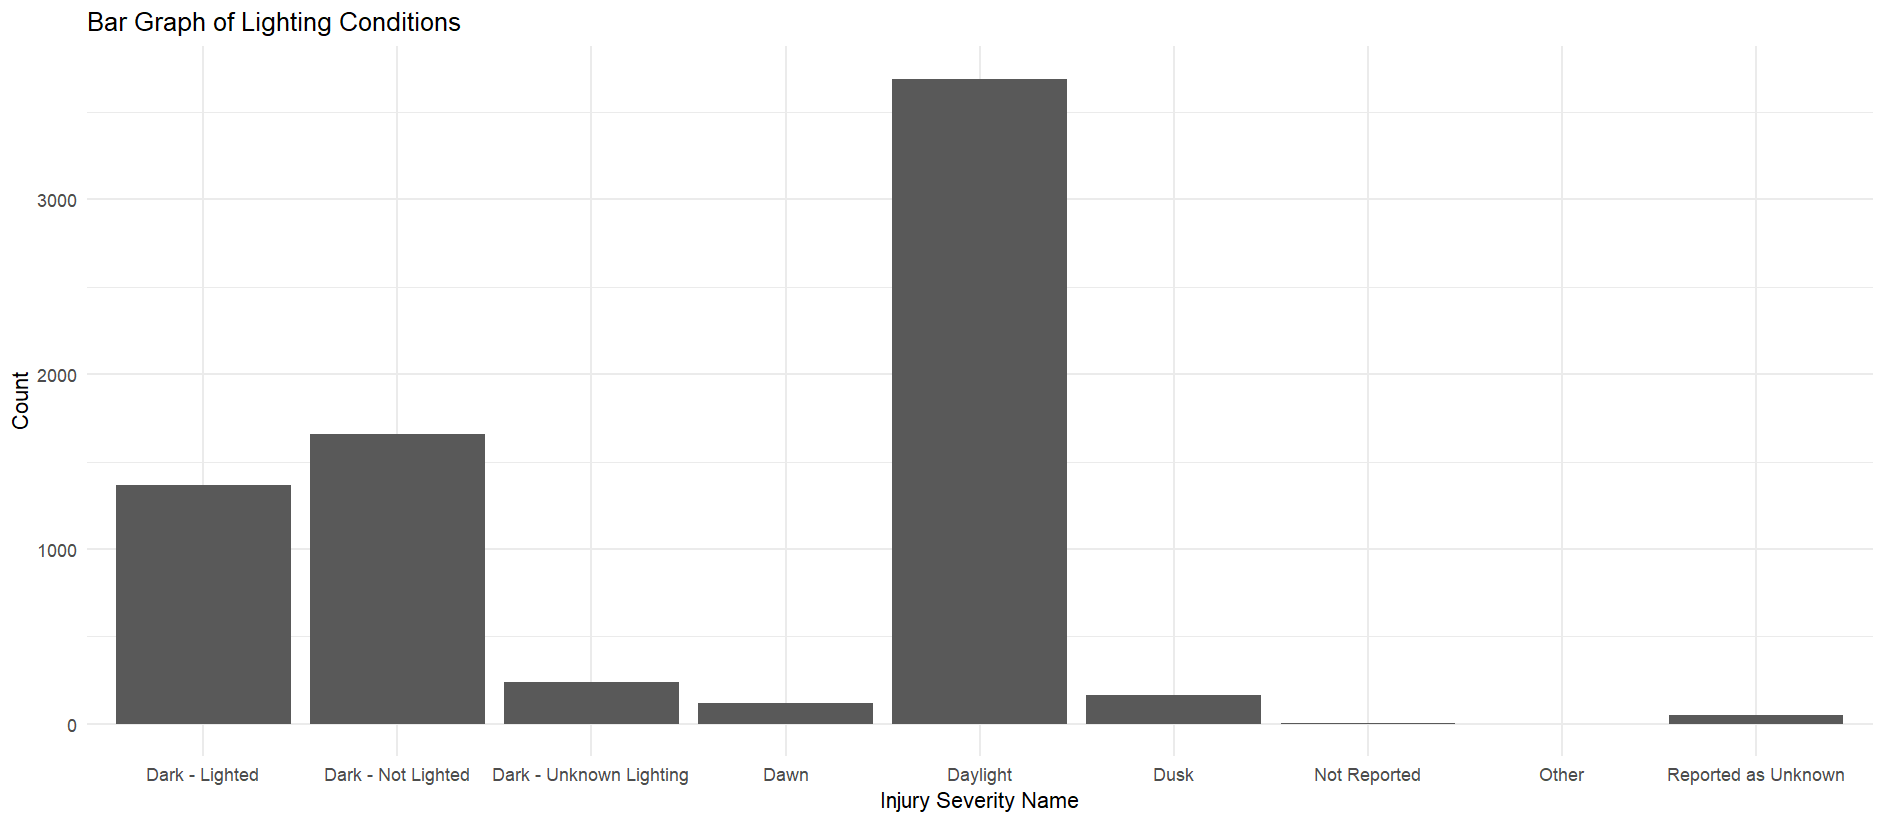 Bar Graph of Lighting Conditions
Count
3000
2000
1000
0
Dark - Lighted
Dark - Not Lighted
Dark - Unknown Lighting
Dawn
Daylight
Dusk
Not Reported
Other
Reported as Unknown
Injury Severity Name